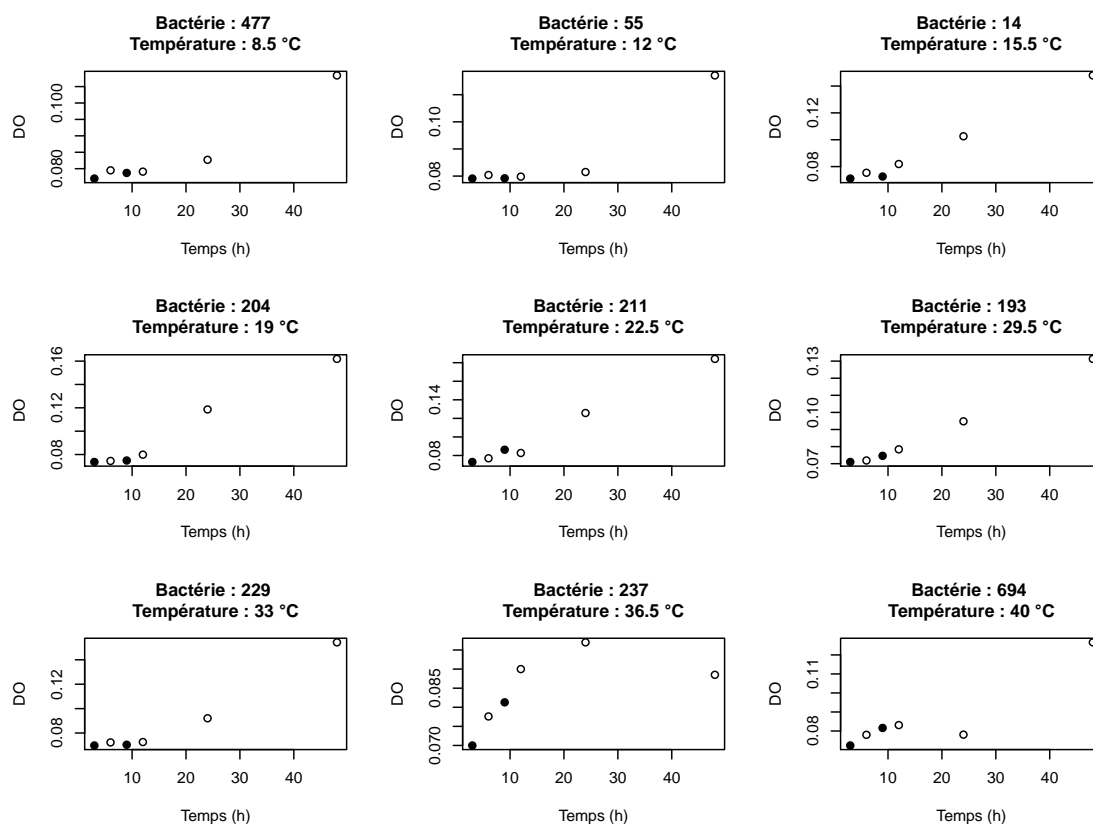 Bactérie : 477
Température : 8.5 °C
DO
0.080
0.100
10
20
30
40
Temps (h)
Bactérie : 55
Température : 12 °C
DO
0.08
0.10
10
20
30
40
Temps (h)
Bactérie : 14
Température : 15.5 °C
DO
0.08
0.12
10
20
30
40
Temps (h)
Bactérie : 204
Température : 19 °C
DO
0.08
0.12
0.16
10
20
30
40
Temps (h)
Bactérie : 211
Température : 22.5 °C
DO
0.08
0.14
10
20
30
40
Temps (h)
Bactérie : 193
Température : 29.5 °C
DO
0.07
0.10
0.13
10
20
30
40
Temps (h)
Bactérie : 229
Température : 33 °C
DO
0.08
0.12
10
20
30
40
Temps (h)
Bactérie : 237
Température : 36.5 °C
DO
0.070
0.085
10
20
30
40
Temps (h)
Bactérie : 694
Température : 40 °C
DO
0.08
0.11
10
20
30
40
Temps (h)